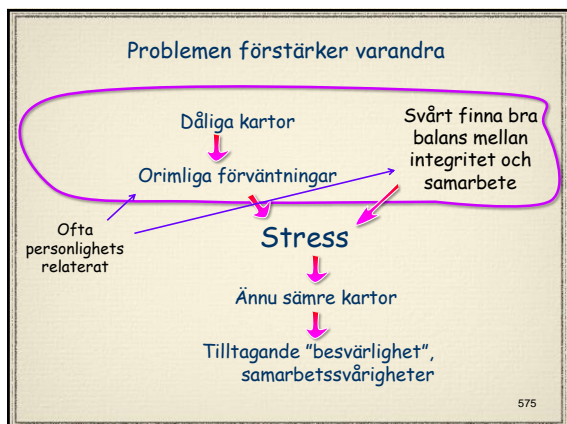 Problemen förstärker varandra
Dåliga kartor
Orimliga förväntningar
Svårt finna bra
balans mellan
integritet och
samarbete
Ofta
personlighets
relaterat
Stress
Ännu sämre kartor
Tilltagande ”besvärlighet”,
samarbetssvårigheter
575